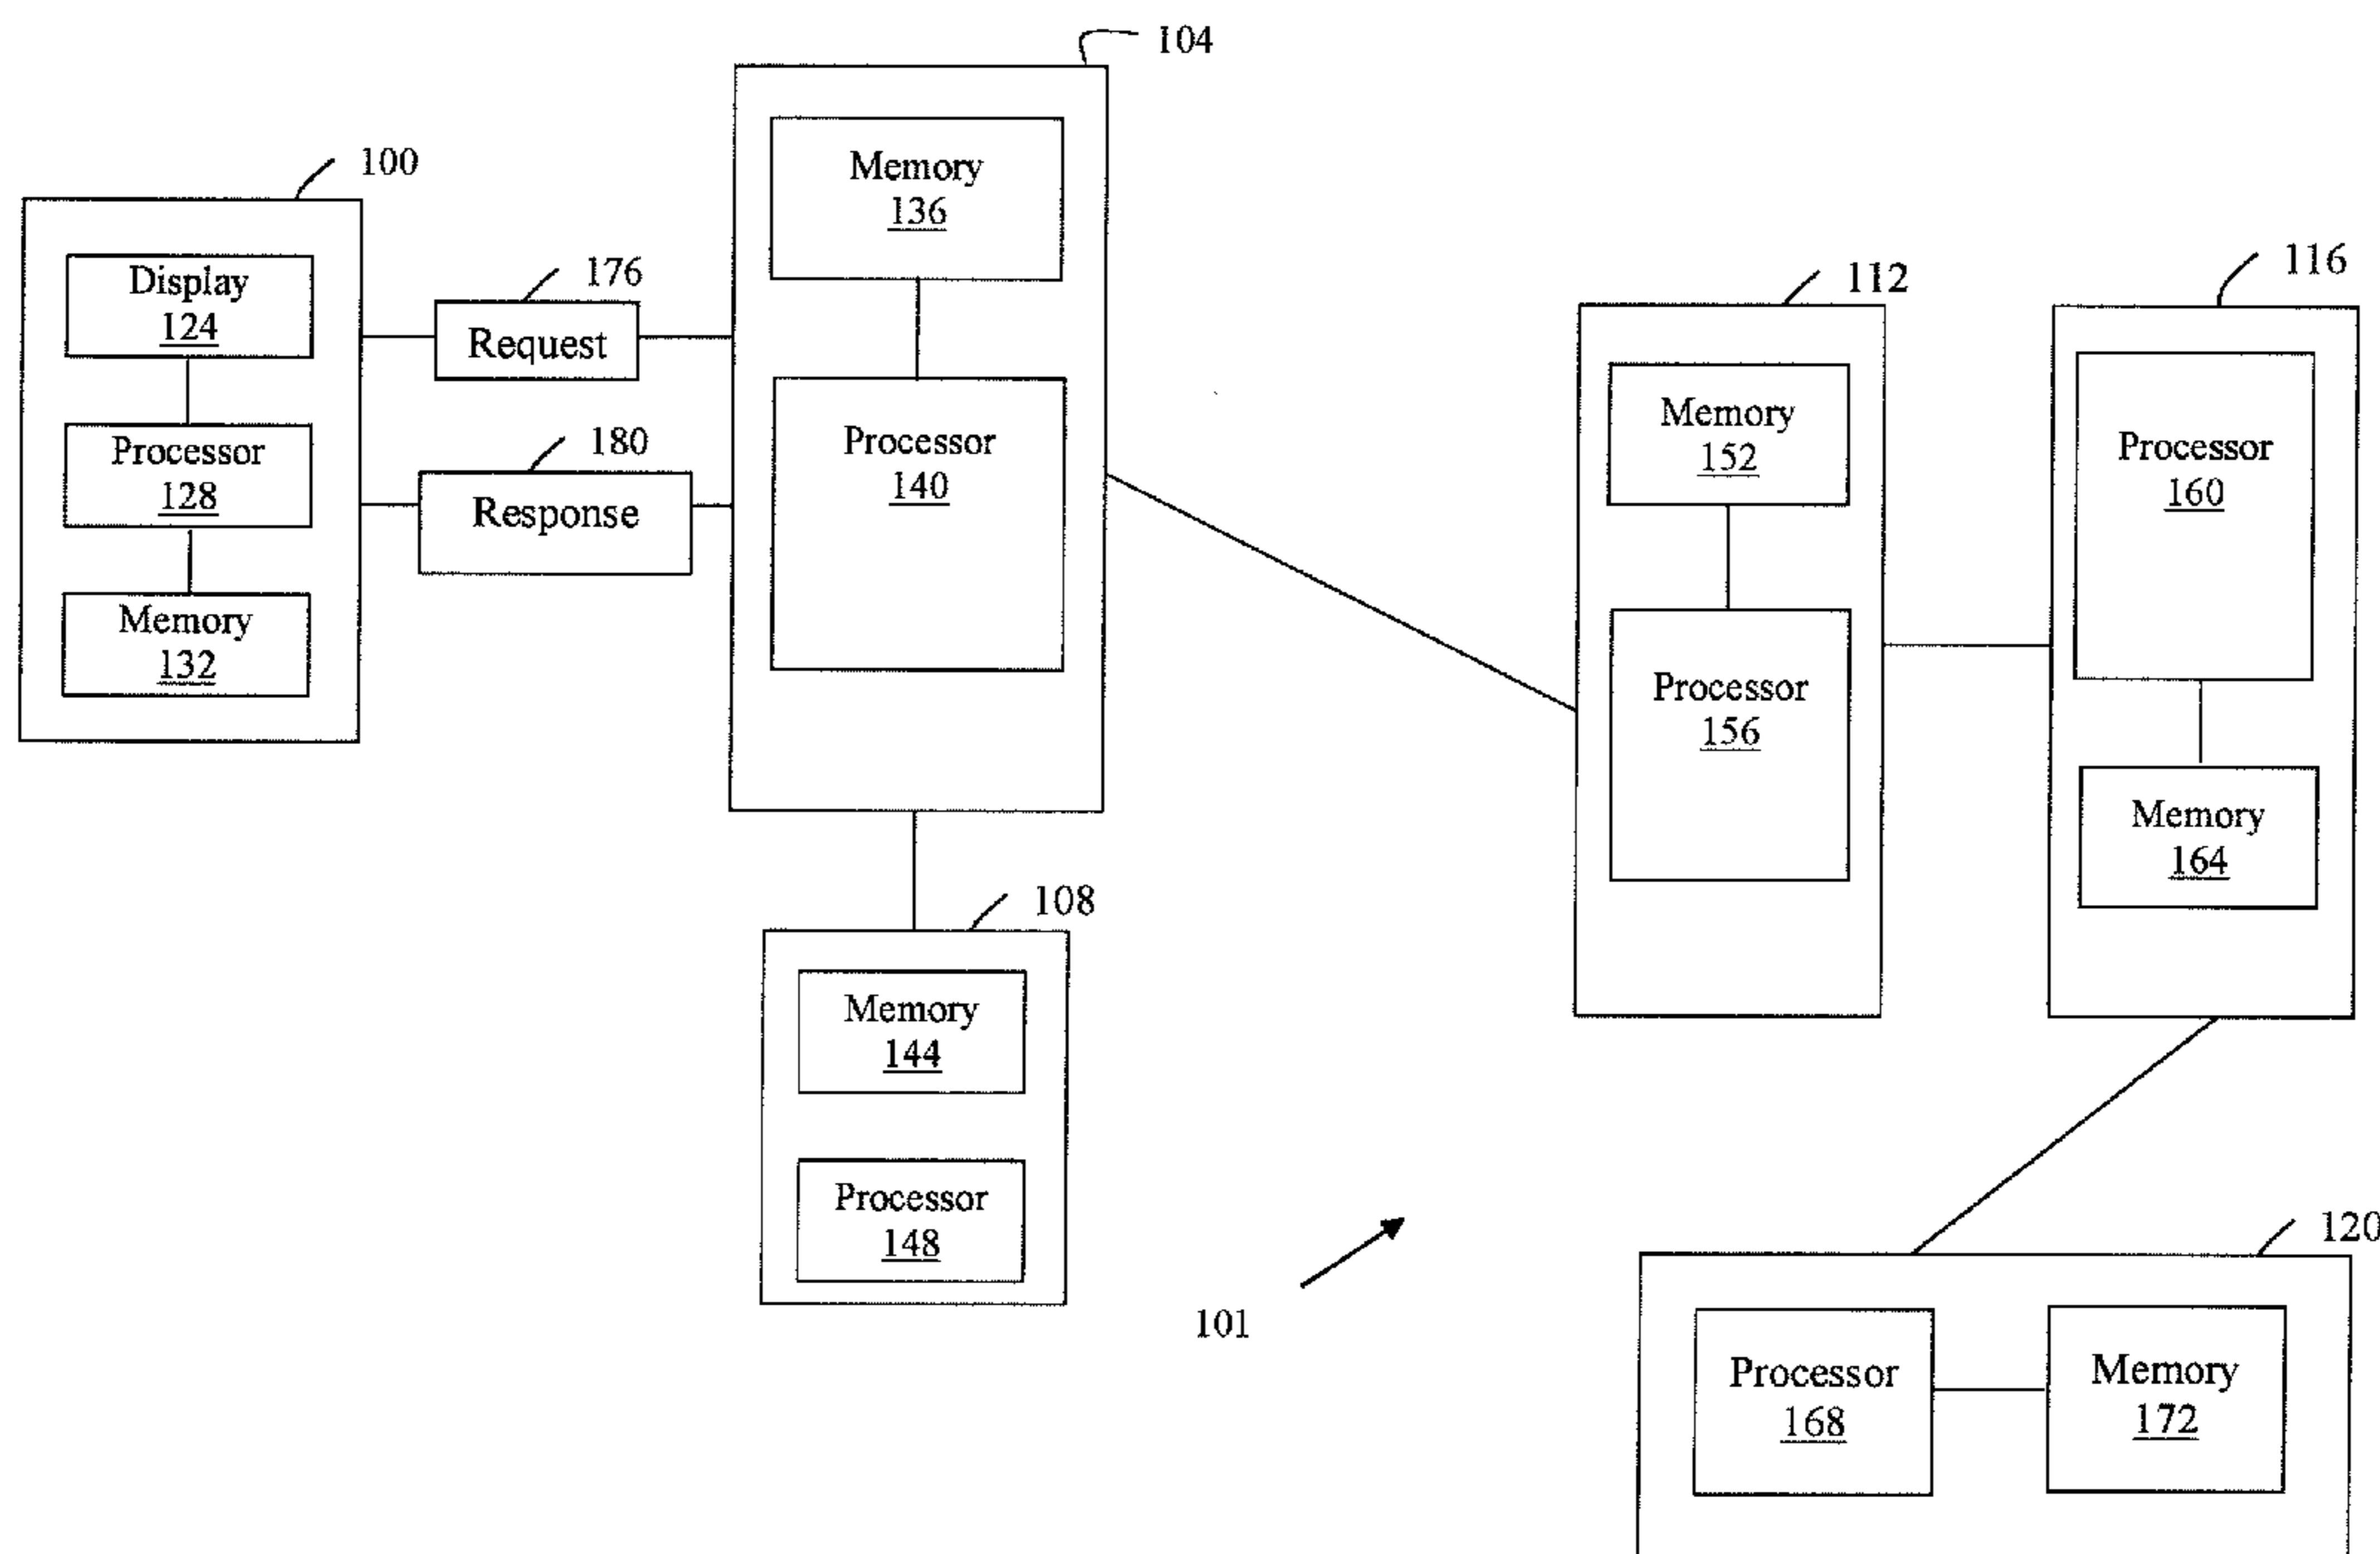 104
100
Memory
136
Display
124
176
Request
116
112
Processor
128
180
Response
Processor
140
Memory
152
Processor
160
Memory
132
Processor
156
Memory
164
108
Memory
144
Processor
148
101
120
Processor
168
Memory
172